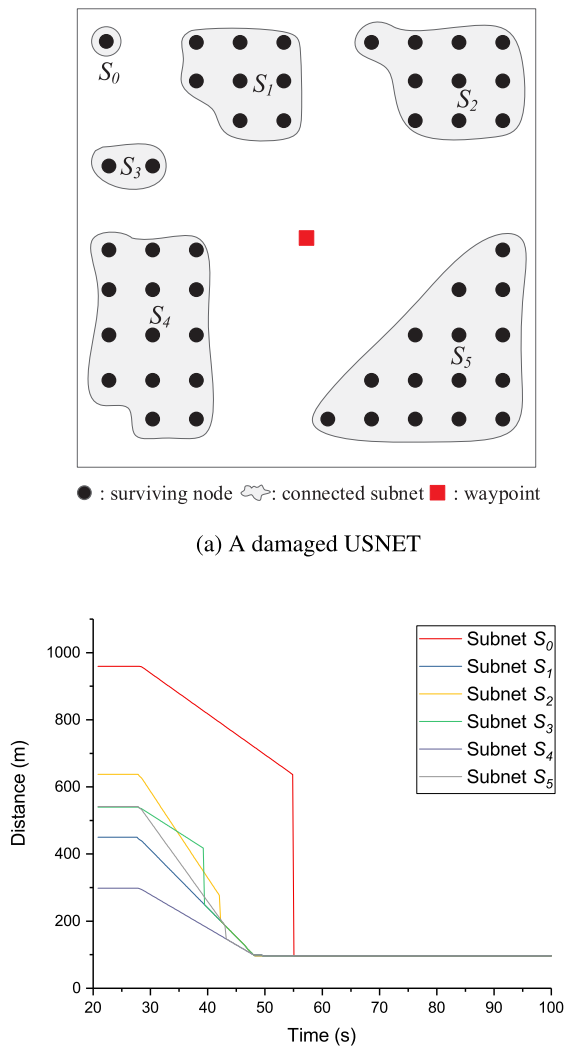 S0
S1
S2
S3
S4
S5
: surviving node : connected subnet : waypoint
(a) A damaged USNET
1000
800
600
400
200
0
Distance (m)
Subnet S0
Subnet S1
Subnet S2
Subnet S3
Subnet S4
Subnet S5
20 30 40 50 60 70 80 90 100
Time (s)